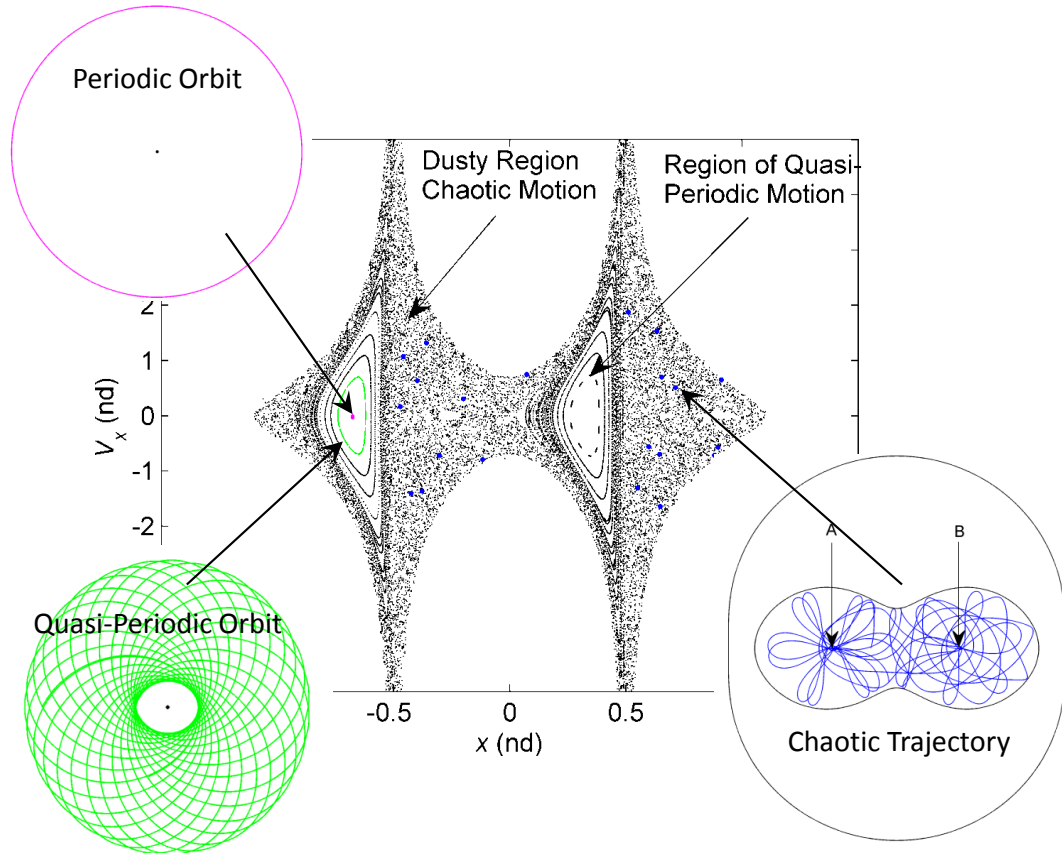 Periodic Orbit
Dusty Region
Chaotic Motion
Region of Quasi-
Periodic Motion
2
1
0
-1
-2
V_x (nd)
-0.5
0
0.5
x (nd)
Quasi-Periodic Orbit
A
B
Chaotic Trajectory